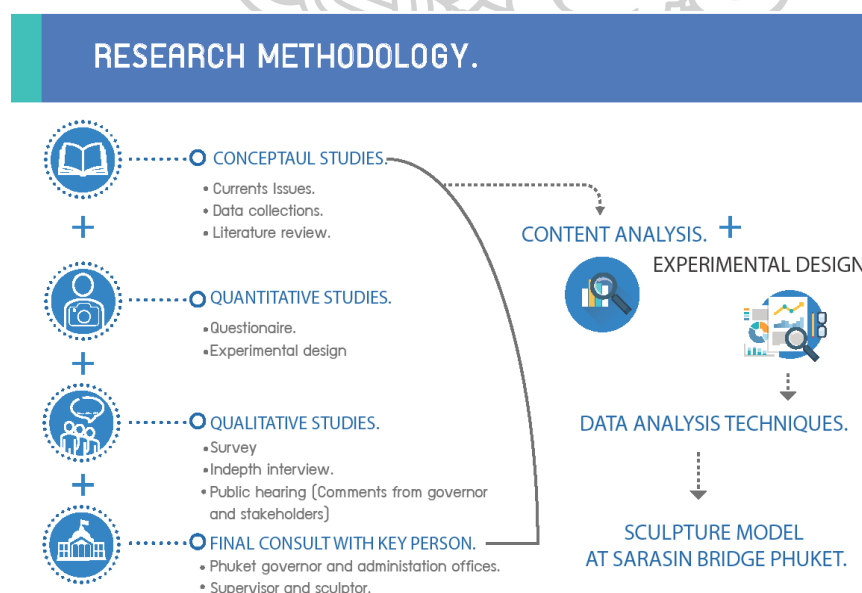 RESEARCH METHODOLOGY.
CONCEPTAUL STUDIES.
• Currents Issues.
• Data collections.
• Literature review.
QUANTITATIVE STUDIES.
• Questionaire.
• Experimental design
QUALITATIVE STUDIES.
• Survey
• Indepth interview.
• Public hearing (Comments from governor
and stakeholders)
FINAL CONSULT WITH KEY PERSON.
• Phuket governor and administation offices.
• Supervisor and sculptor.
CONTENT ANALYSIS. +
EXPERIMENTAL DESIGN
DATA ANALYSIS TECHNIQUES.
SCULPTURE MODEL
AT SARASIN BRIDGE PHUKET.